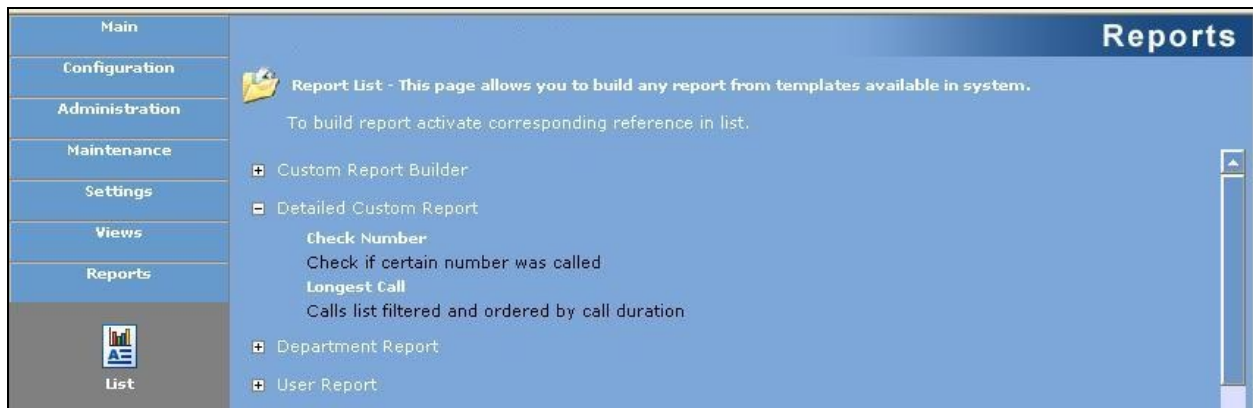 Main
Configuration
Administration
Maintenance
Settings
Views
Reports
List
Reports
Report List - This page allows you to build any report from templates available in system.
To build report activate corresponding reference in list.
Custom Report Builder
Detailed Custom Report
Check Number
Check if certain number was called
Longest Call
Calls list filtered and ordered by call duration
Department Report
User Report